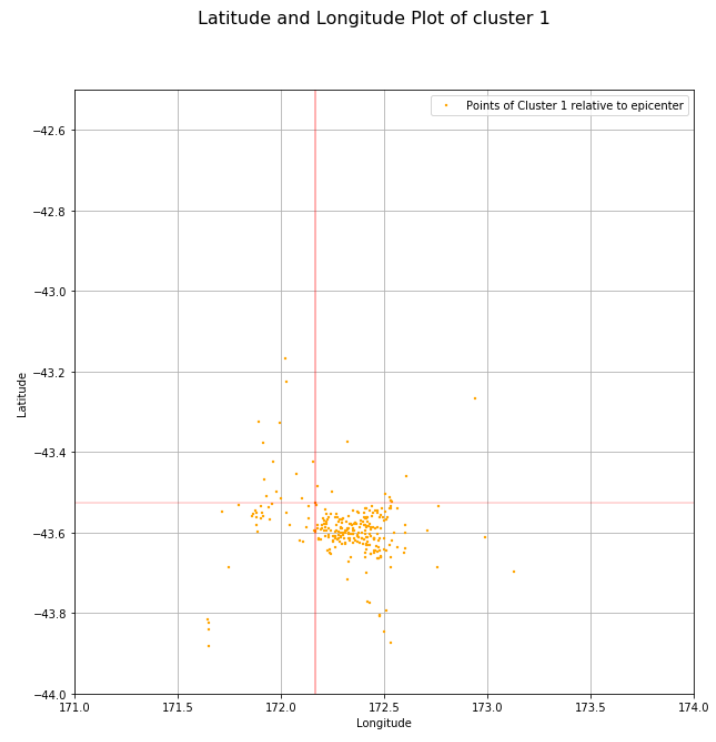 Latitude and Longitude Plot of cluster 1
Points of Cluster 1 relative to epicenter
−42.6
−42.8
−43.0
−43.2
−43.4
−43.6
−43.8
−44.0
Latitude
171.0 171.5 172.0 172.5 173.0 173.5 174.0
Longitude